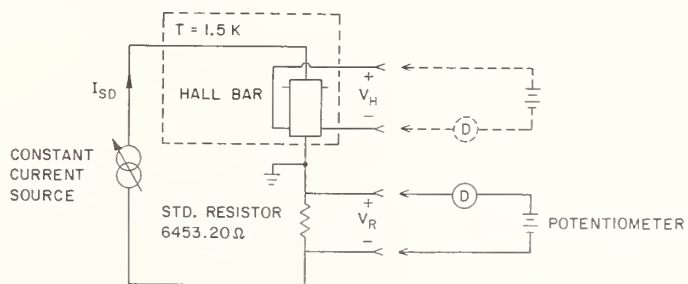 T = 1.5 K
I_SD
HALL BAR
+
V_H
−
D
CONSTANT
CURRENT
SOURCE
STD. RESISTOR
6453.20 Ω
+
V_R
−
D
POTENTIOMETER